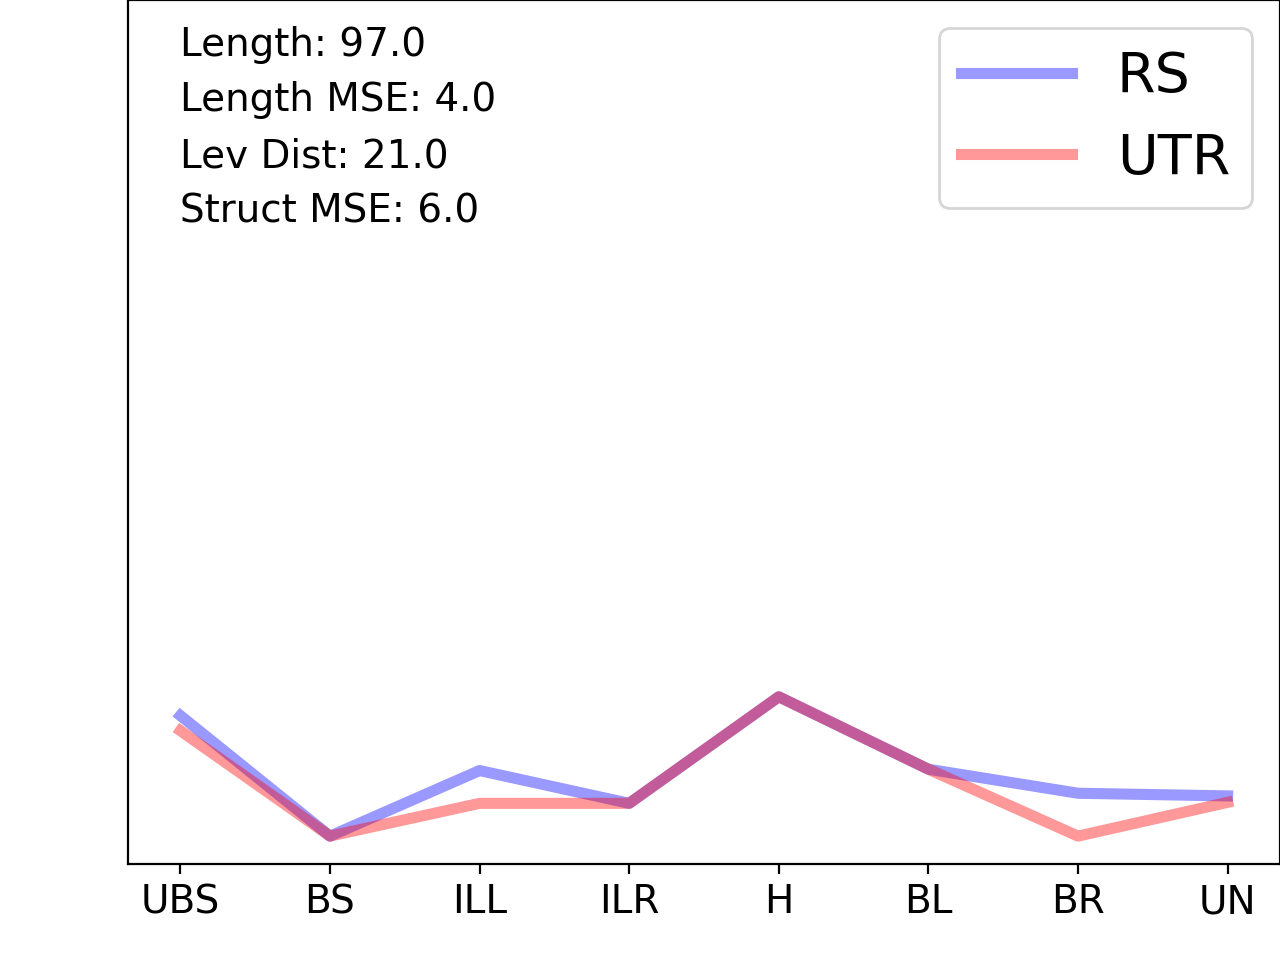 Length: 97.0
Length MSE: 4.0
Lev Dist: 21.0
Struct MSE: 6.0
RS
UTR
UBS BS ILL ILR H BL BR UN